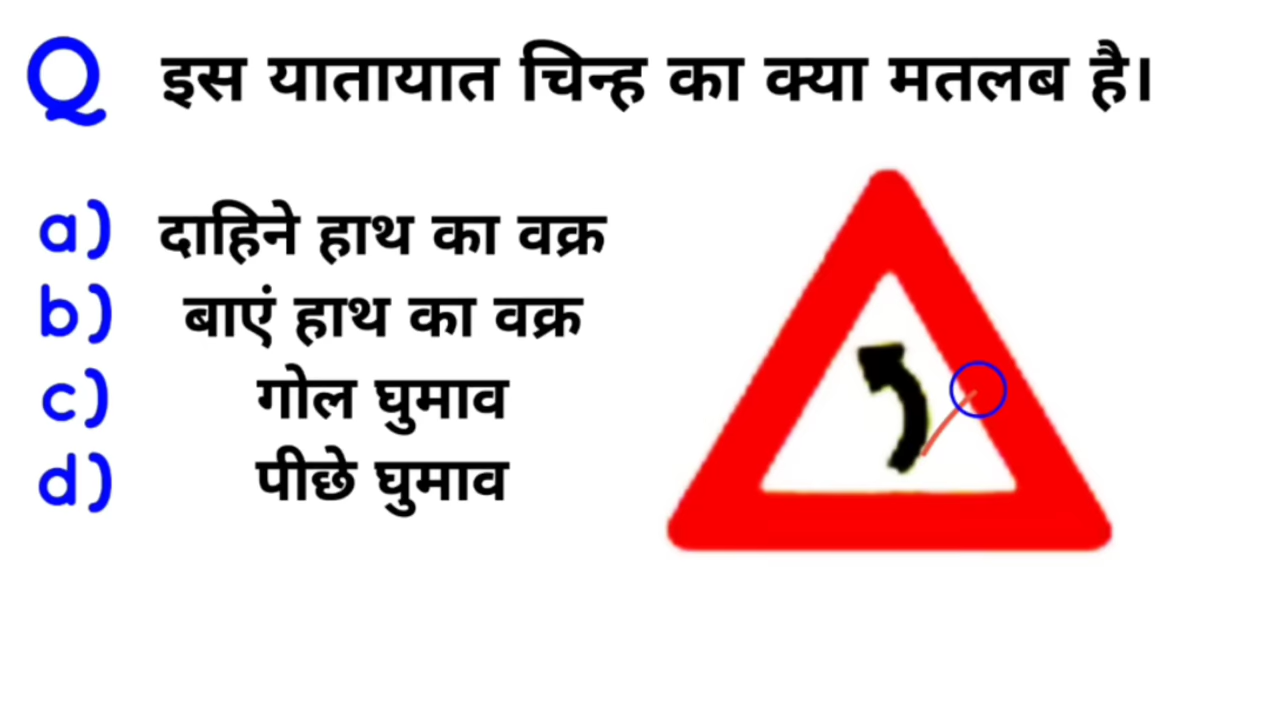 Q इस यातायात चिन्ह का क्या मतलब है।
a) दाहिने हाथ का वक्र
b) बाएं हाथ का वक्र
c) गोल घुमाव
d) पीछे घुमाव